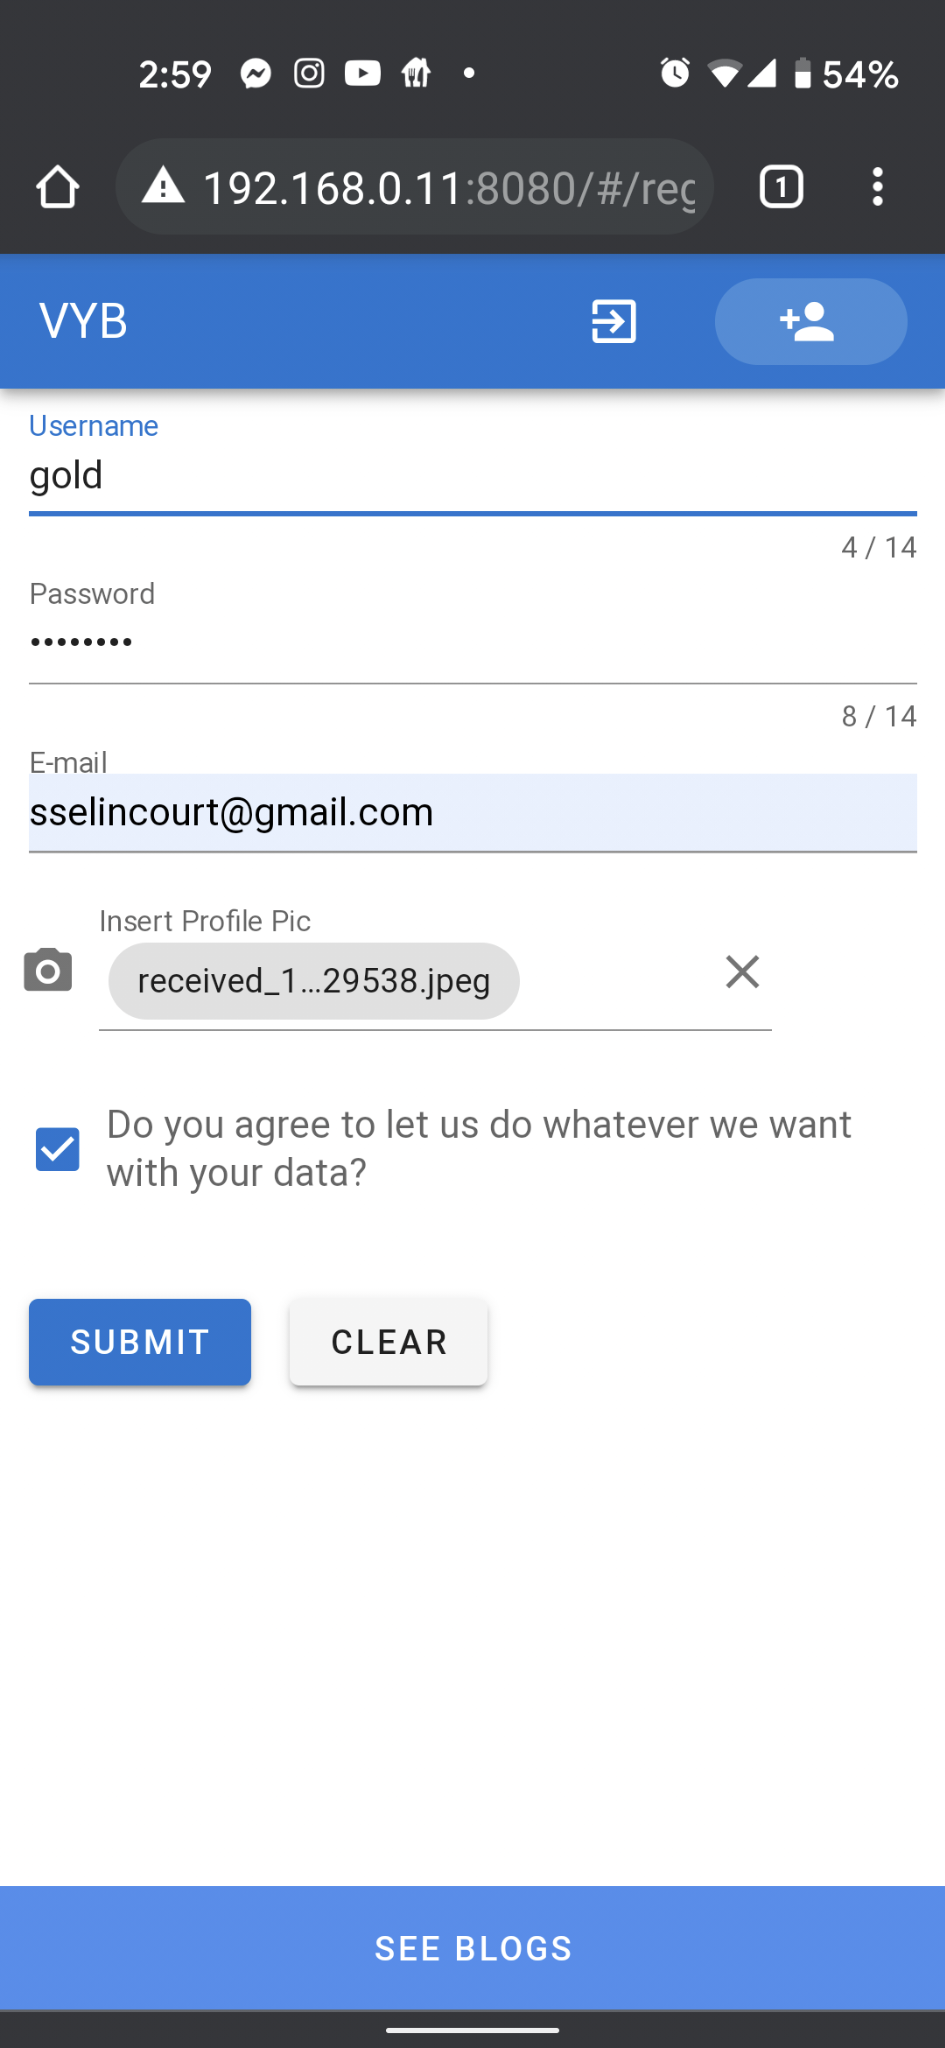 2:59 54%
192.168.0.11:8080/#/reg
1
VYB
Username
gold
4 / 14
Password
••••••••
8 / 14
E-mail
sselincourt@gmail.com
Insert Profile Pic
received_1...29538.jpeg
Do you agree to let us do whatever we want
with your data?
SUBMIT CLEAR
SEE BLOGS